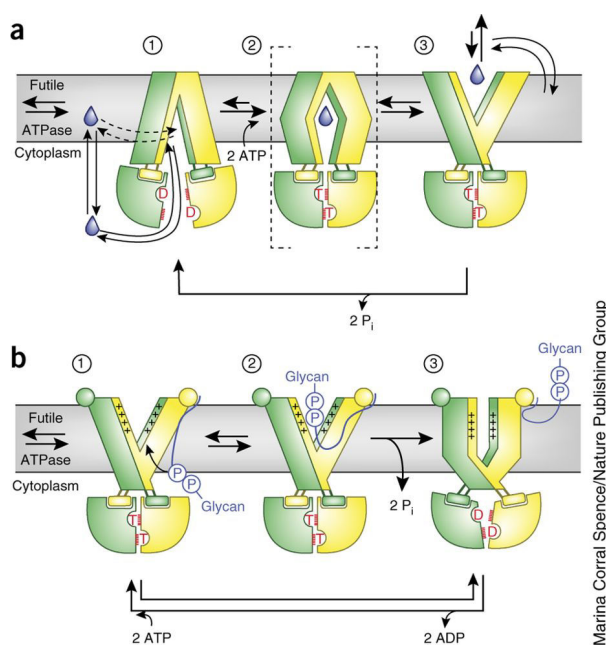 a
1
2
3
Futile
ATPase
Cytoplasm
2 ATP
D
D
T
T
T
T
2 Pi
b
1
2
3
Glycan
Glycan
P
P
P
P
P
P
Futile
ATPase
Cytoplasm
Glycan
+ + + +
+ + + +
+ + + +
+ + + +
+ + + +
+ + + +
2 Pi
T
T
T
T
D
D
2 ATP
2 ADP
Marina Corral Spence/Nature Publishing Group